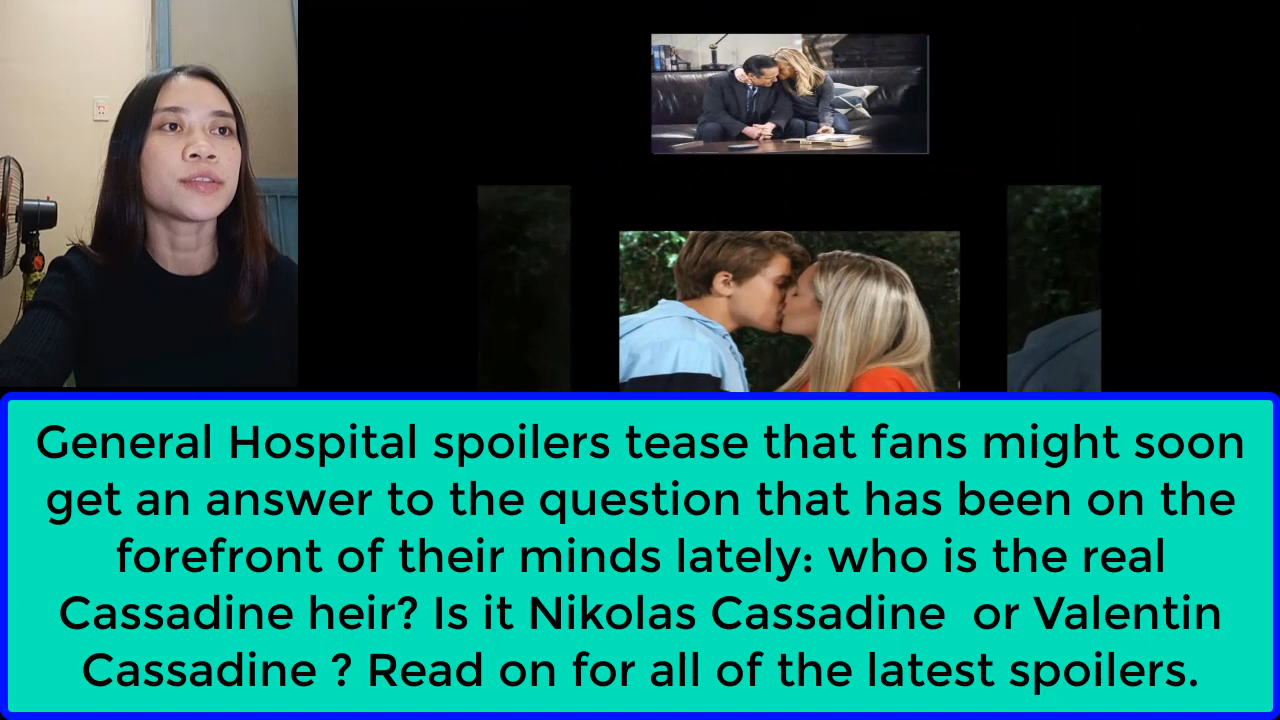 General Hospital spoilers tease that fans might soon
get an answer to the question that has been on the
forefront of their minds lately: who is the real
Cassadine heir? Is it Nikolas Cassadine  or Valentin
Cassadine ? Read on for all of the latest spoilers.